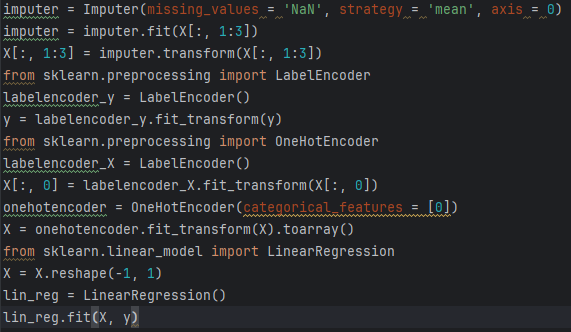 imputer = Imputer(missing_values = 'NaN', strategy = 'mean', axis = 0)
imputer = imputer.fit(X[:, 1:3])
X[:, 1:3] = imputer.transform(X[:, 1:3])
from sklearn.preprocessing import LabelEncoder
labelencoder_y = LabelEncoder()
y = labelencoder_y.fit_transform(y)
from sklearn.preprocessing import OneHotEncoder
labelencoder_X = LabelEncoder()
X[:, 0] = labelencoder_X.fit_transform(X[:, 0])
onehotencoder = OneHotEncoder(categorical_features = [0])
X = onehotencoder.fit_transform(X).toarray()
from sklearn.linear_model import LinearRegression
X = X.reshape(-1, 1)
lin_reg = LinearRegression()
lin_reg.fit(X, y)